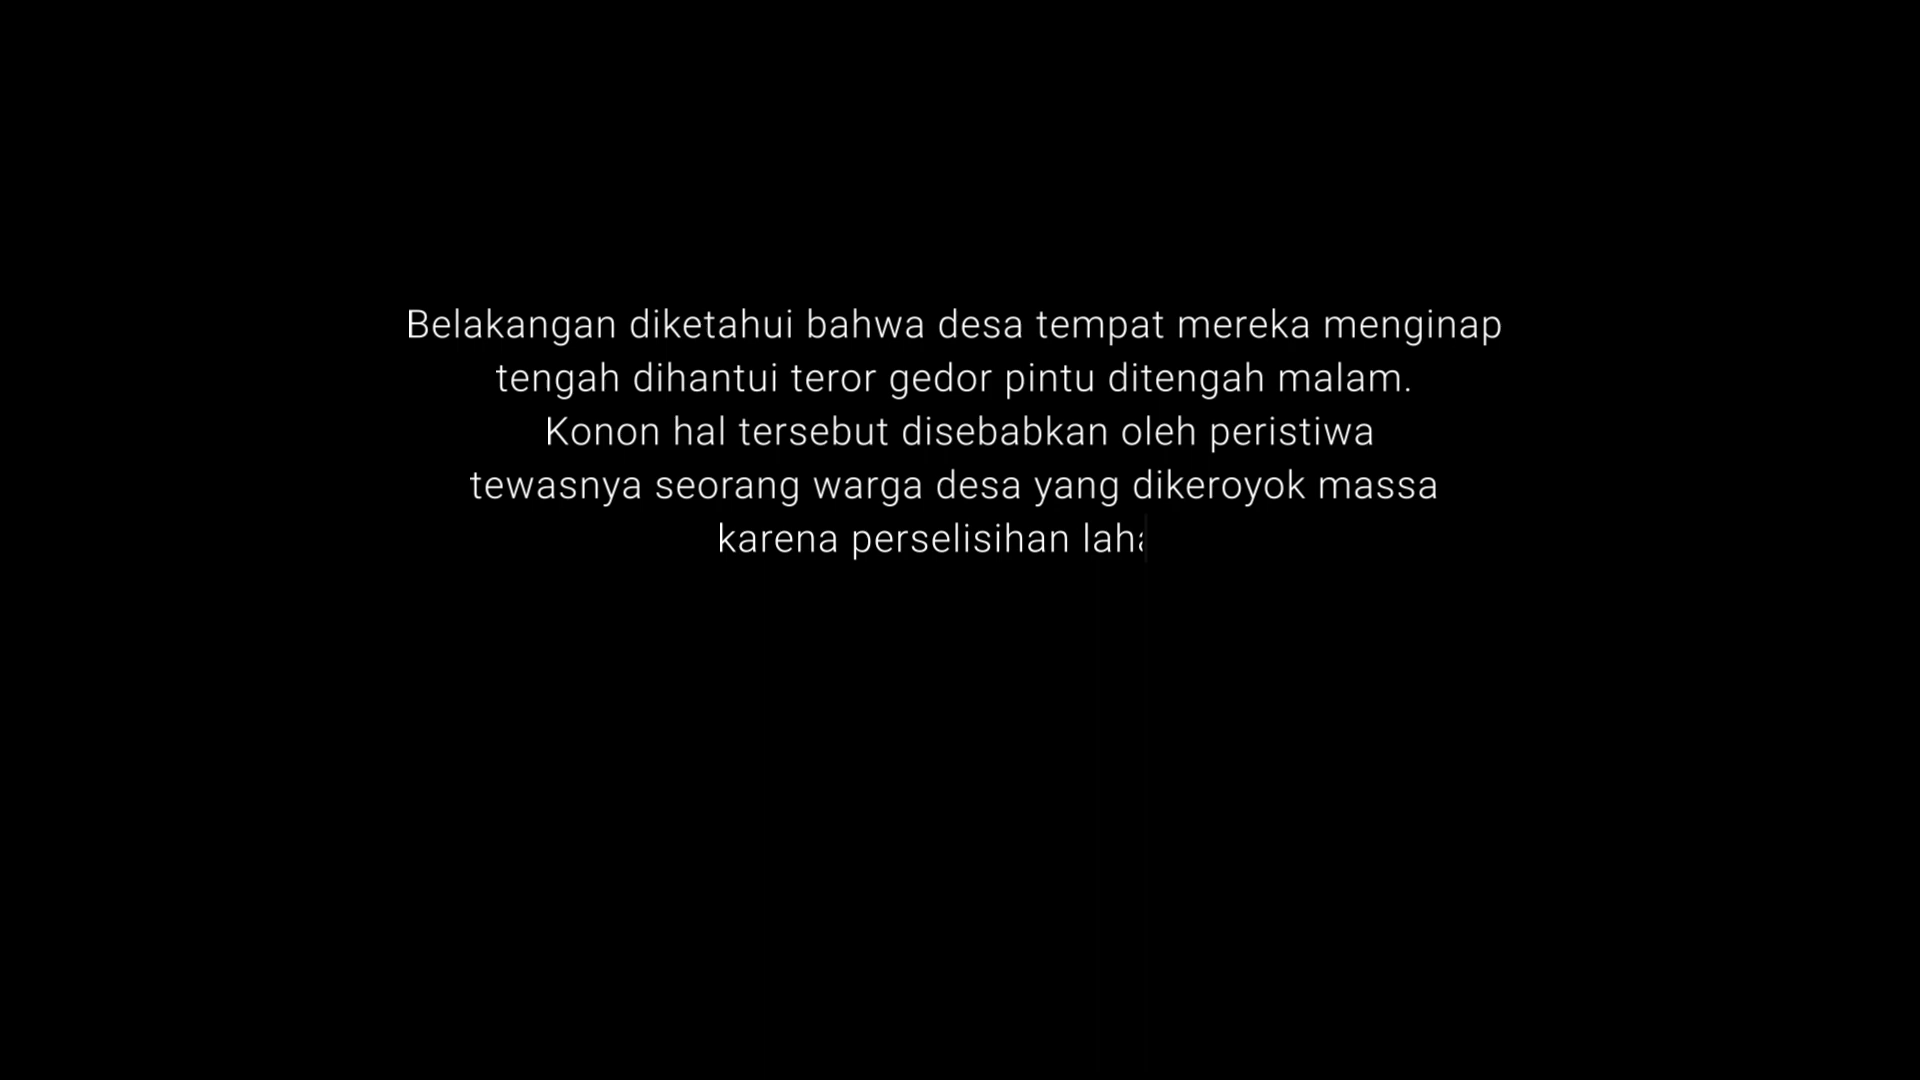 Belakangan diketahui bahwa desa tempat mereka menginap
tengah dihantui teror gedor pintu ditengah malam.
Konon hal tersebut disebabkan oleh peristiwa
tewasnya seorang warga desa yang dikeroyok massa
karena perselisihan